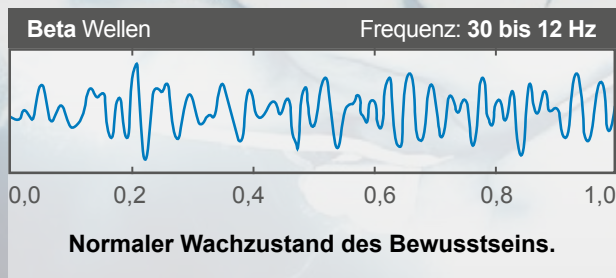 Beta Wellen Frequenz: 30 bis 12 Hz
0,0 0,2 0,4 0,6 0,8 1,0
Normaler Wachzustand des Bewusstseins.